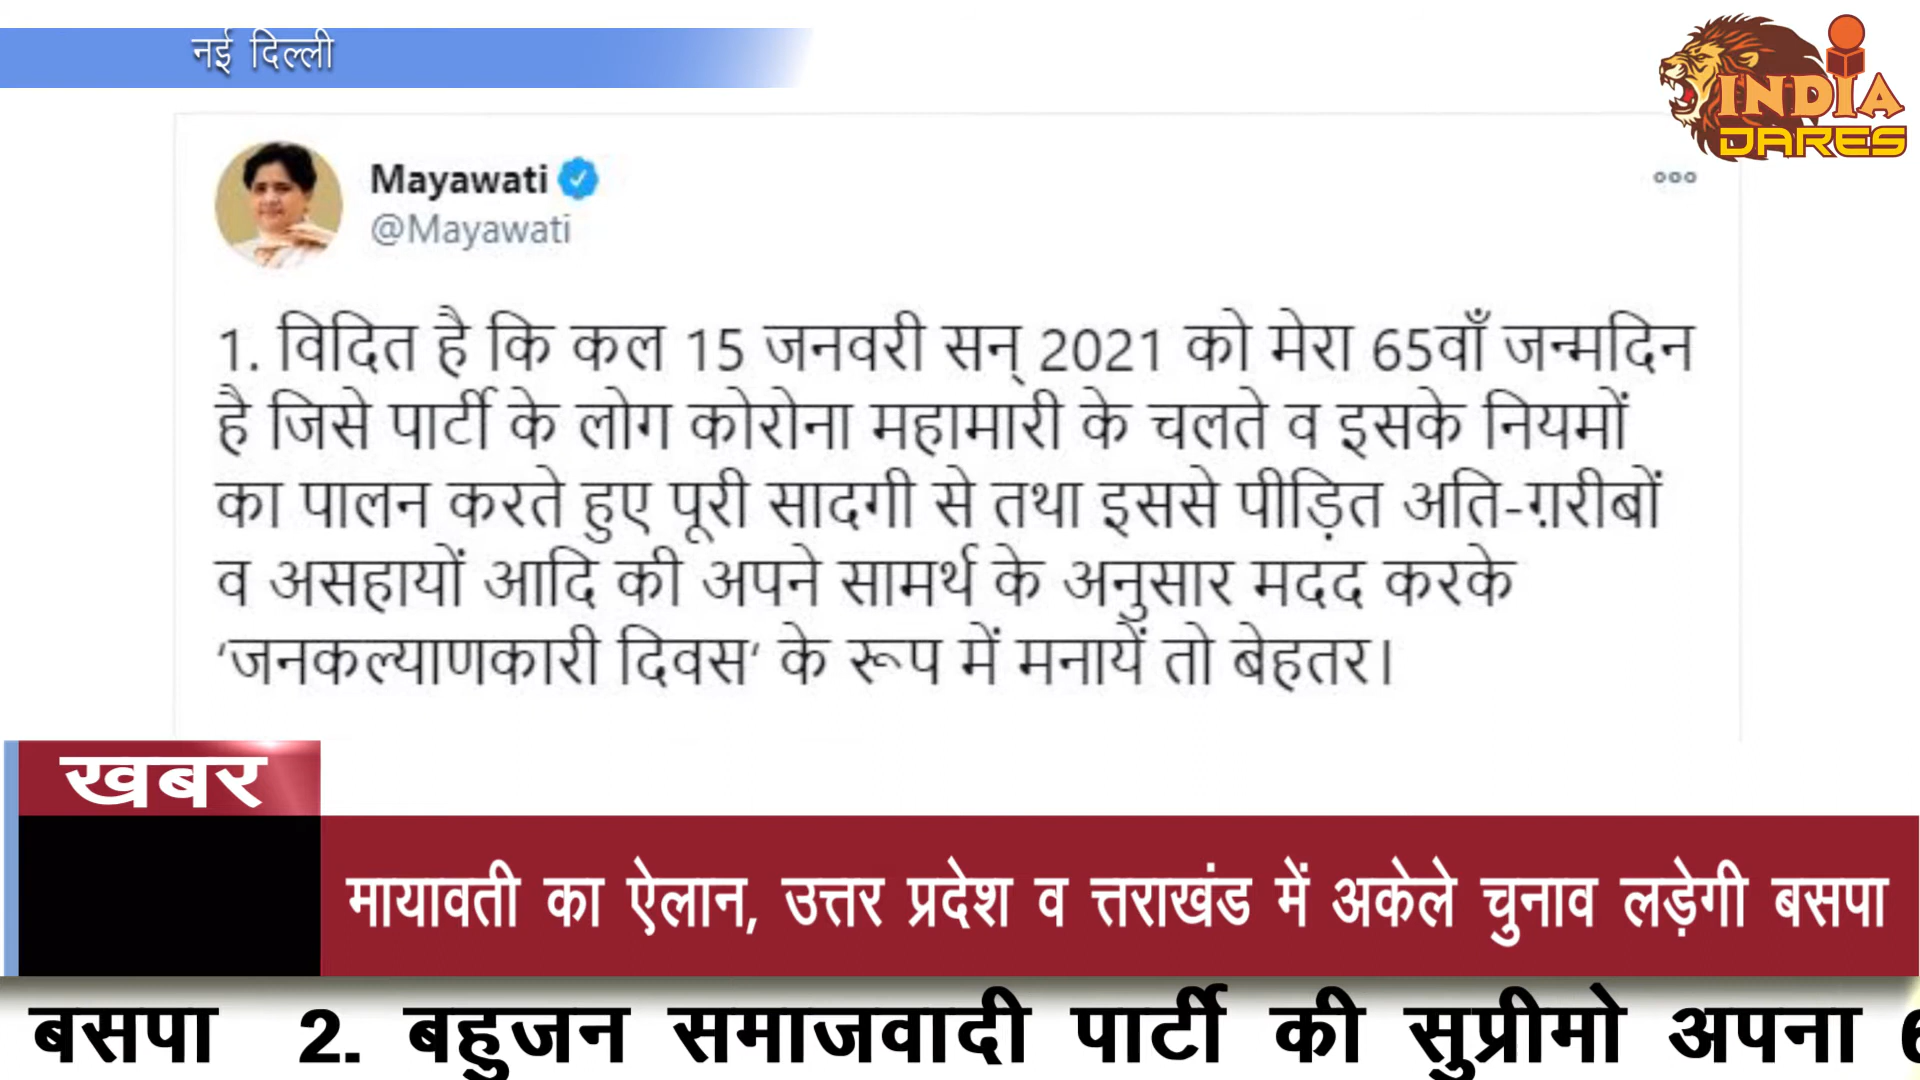 नई दिल्ली
INDIA
DARES
Mayawati
@Mayawati
1. विदित है कि कल 15 जनवरी सन् 2021 को मेरा 65वाँ जन्मदिन
है जिसे पार्टी के लोग कोरोना महामारी के चलते व इसके नियमों
का पालन करते हुए पूरी सादगी से तथा इससे पीड़ित अति-ग़रीबों
व असहायों आदि की अपने सामर्थ के अनुसार मदद करके
‘जनकल्याणकारी दिवस‘ के रूप में मनायें तो बेहतर।
खबर
मायावती का ऐलान, उत्तर प्रदेश व त्तराखंड में अकेले चुनाव लड़ेगी बसपा
बसपा 2. बहुजन समाजवादी पार्टी की सुप्रीमो अपना 6